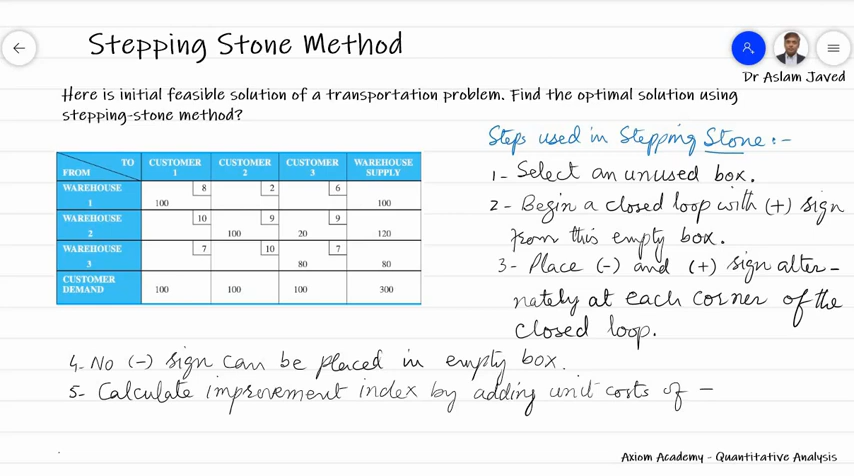 Stepping Stone Method
Dr Aslam Javed
Here is initial feasible solution of a transportation problem. Find the optimal solution using
stepping-stone method?
Steps used in Stepping Stone :-
TO CUSTOMER CUSTOMER CUSTOMER WAREHOUSE
FROM 1 2 3 SUPPLY
WAREHOUSE 8 2 6
1 100 100
WAREHOUSE 10 9 9
2 100 20 120
WAREHOUSE 7 10 7
3 80 80
CUSTOMER
DEMAND 100 100 100 300
1- Select an unused box.
2- Begin a closed loop with (+) sign
from this empty box.
3- Place (-) and (+) sign alter-
nately at each corner of the
closed loop.
4- No (-) sign can be placed in empty box.
5- Calculate improvement index by adding unit costs of -
Axiom Academy - Quantitative Analysis